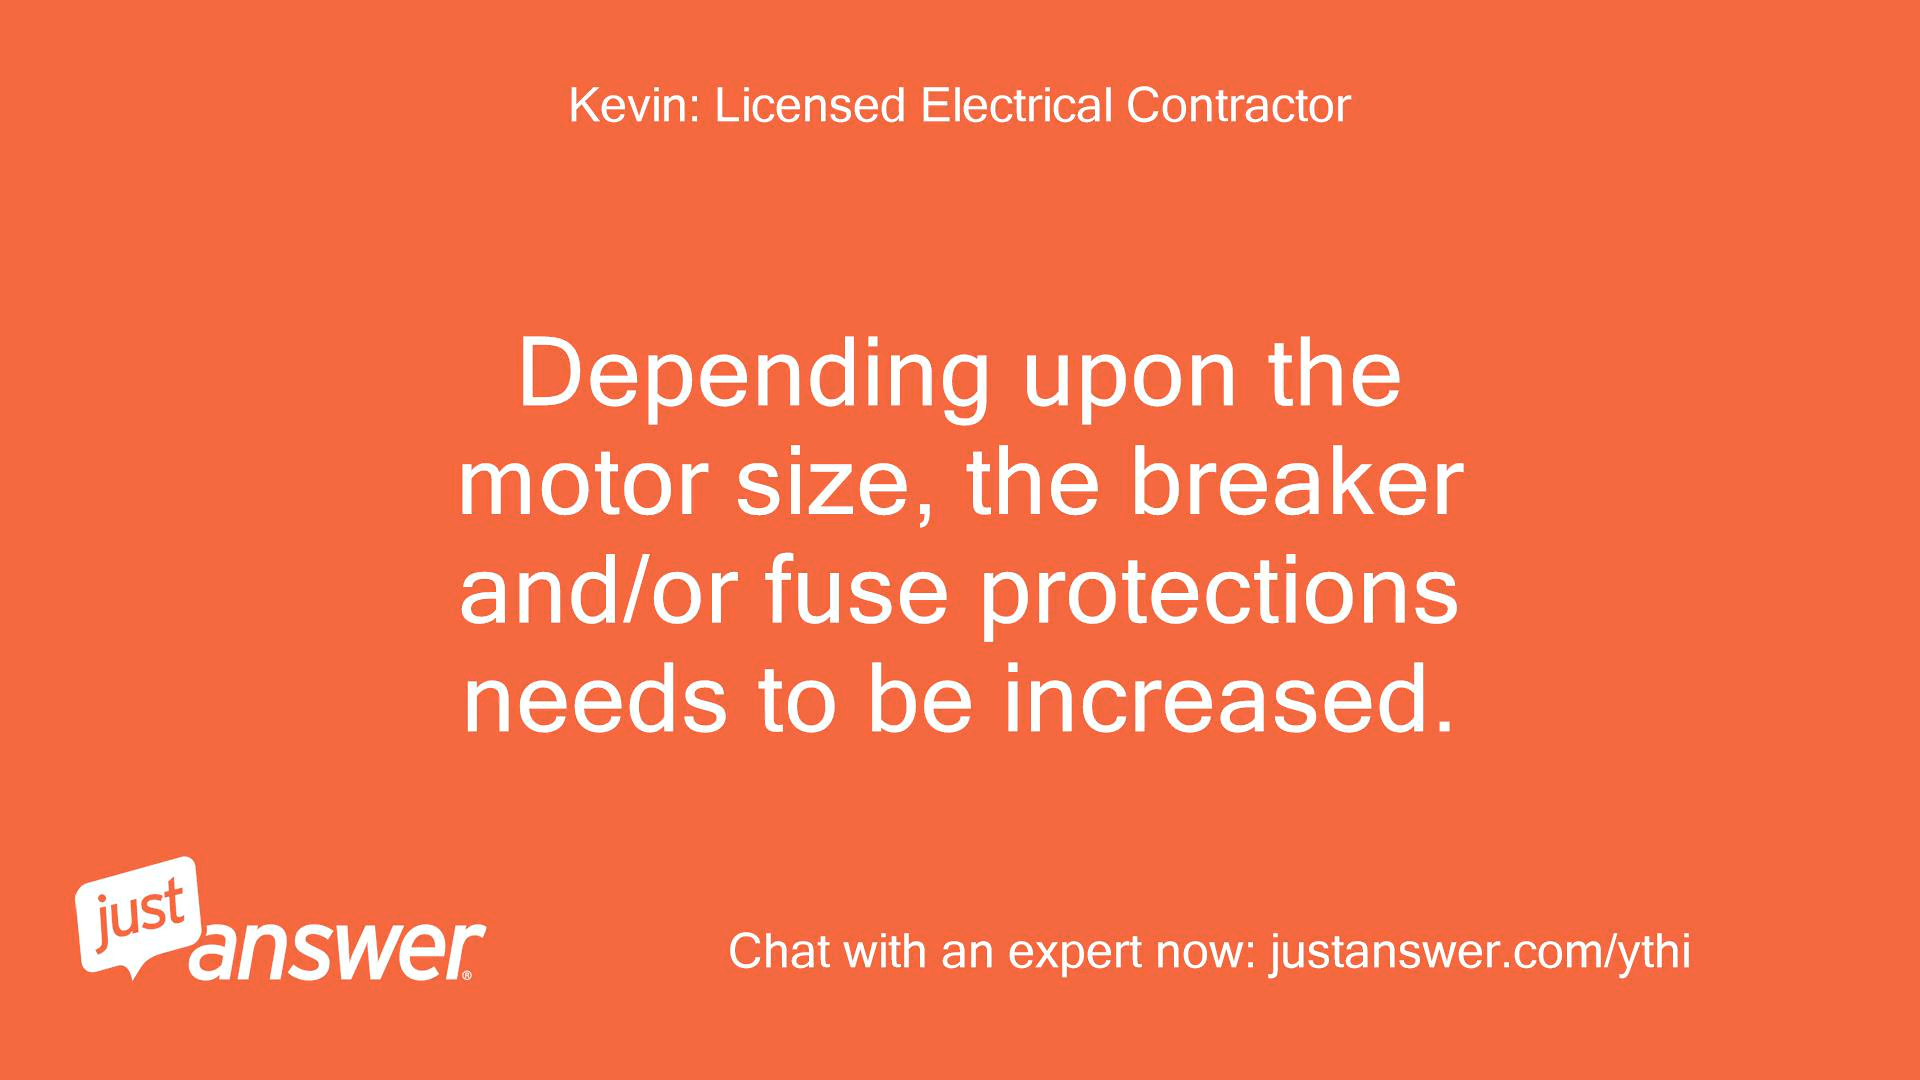 Kevin: Licensed Electrical Contractor
Depending upon the
motor size, the breaker
and/or fuse protections
needs to be increased.
just
answer®
Chat with an expert now: justanswer.com/ythi